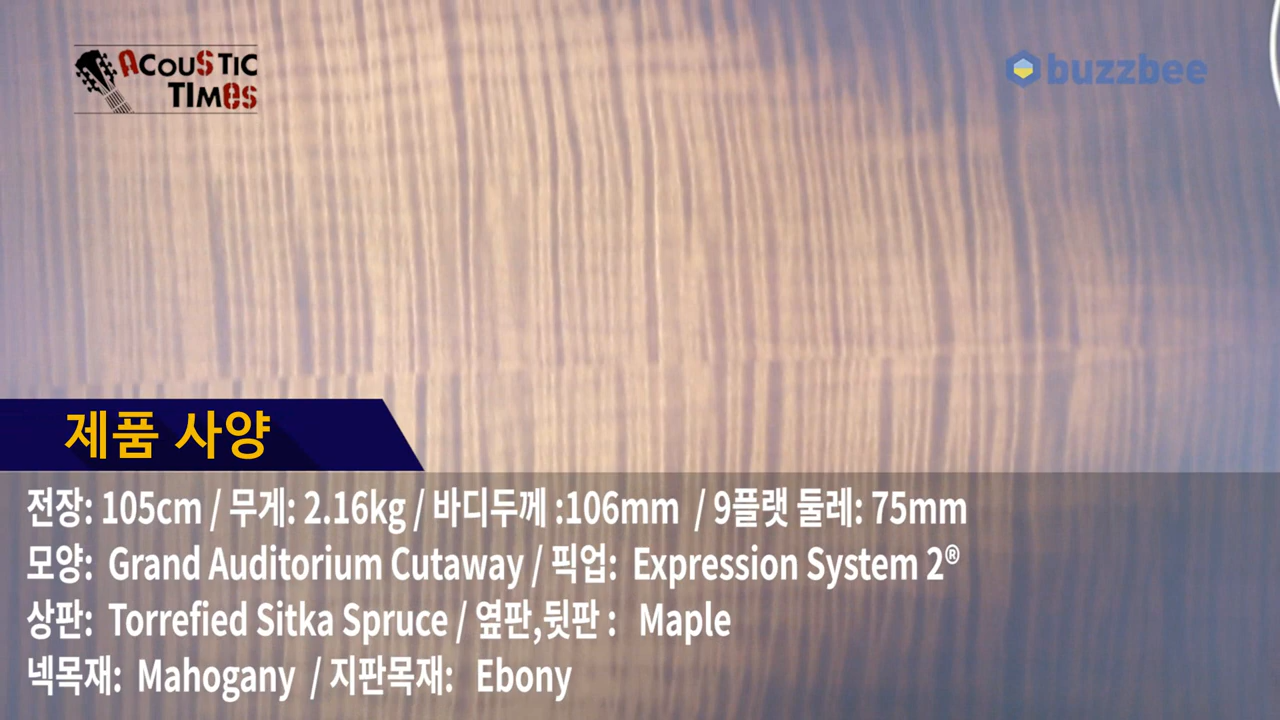 ACOUSTIC
TIMES
buzzbee
제품 사양
전장: 105cm / 무게: 2.16kg / 바디두께 :106mm / 9플랫 둘레: 75mm
모양: Grand Auditorium Cutaway / 픽업: Expression System 2®
상판: Torrefied Sitka Spruce / 옆판,뒷판 : Maple
넥목재: Mahogany / 지판목재: Ebony